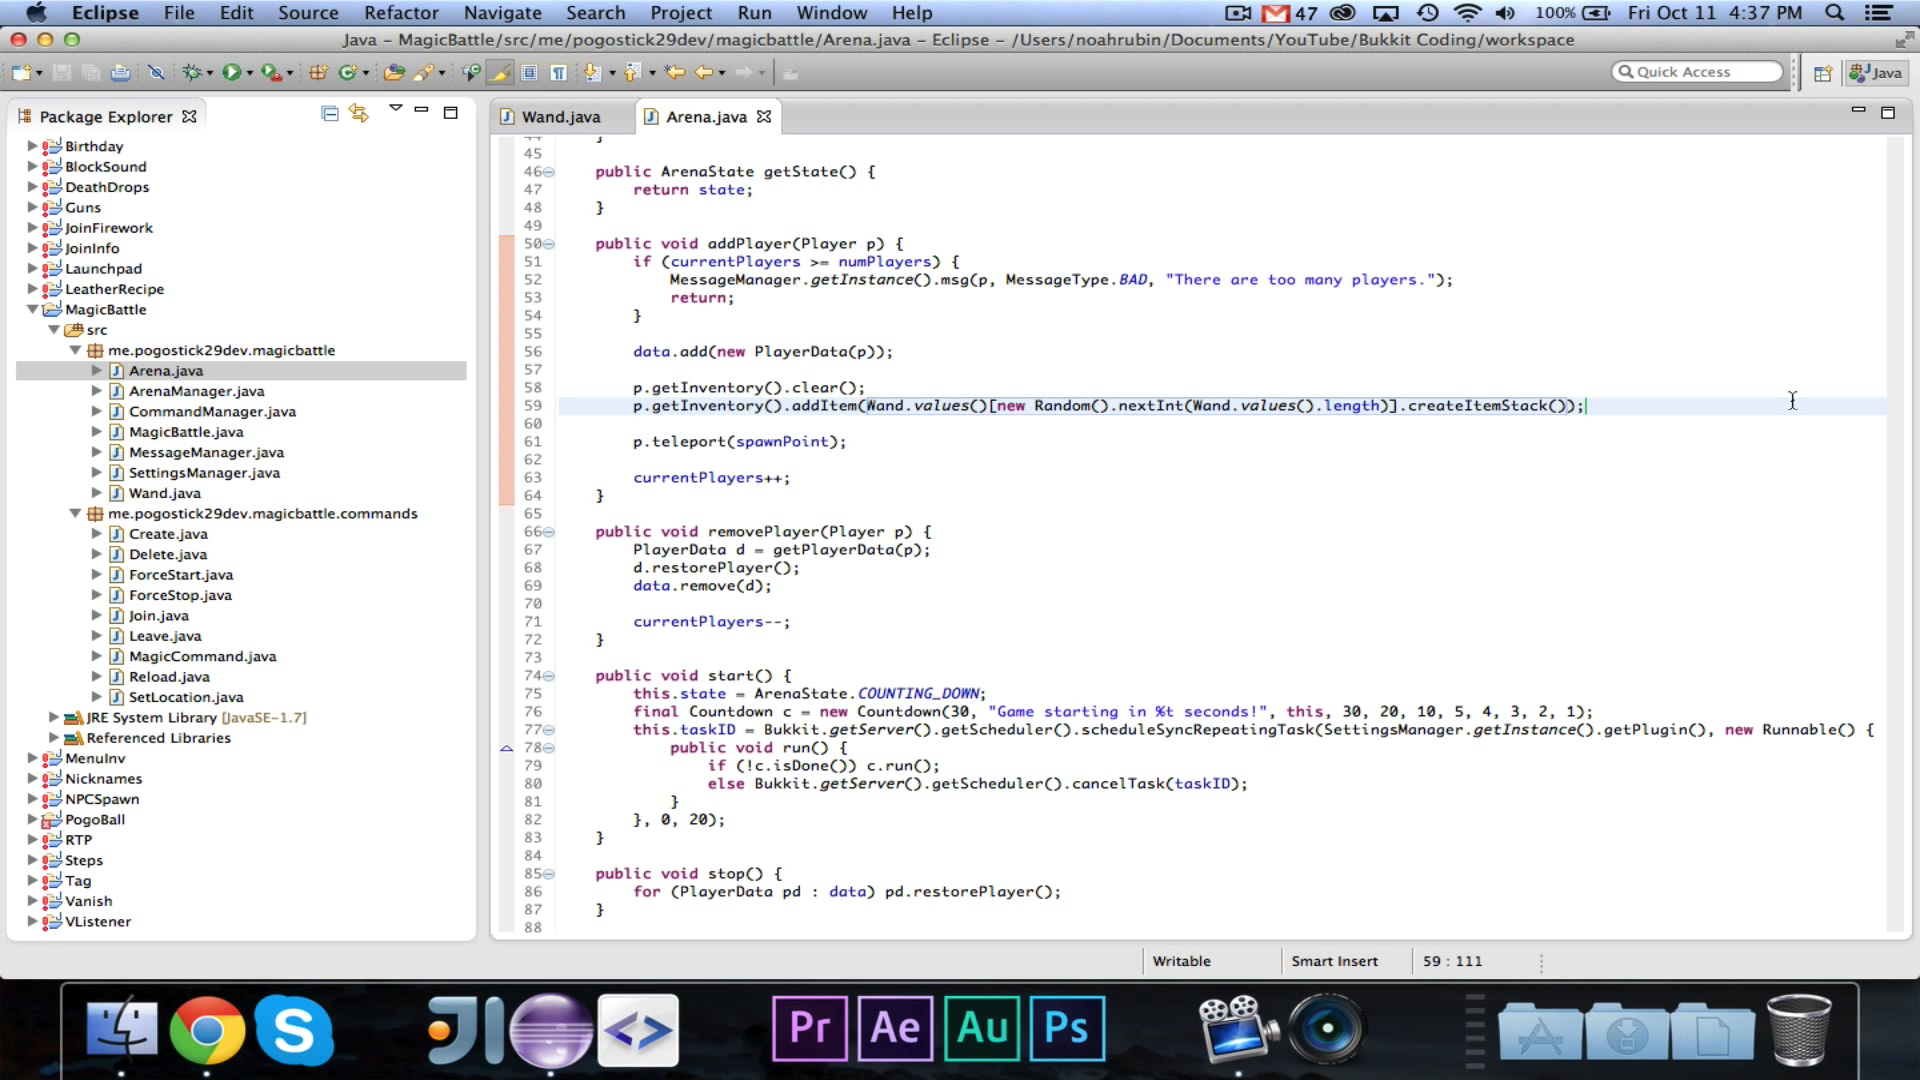 Eclipse File Edit Source Refactor Navigate Search Project Run Window Help 47 100% Fri Oct 11 4:37 PM
Java – MagicBattle/src/me/pogostick29dev/magicbattle/Arena.java – Eclipse – /Users/noahrubin/Documents/YouTube/Bukkit Coding/workspace
Quick Access Java
Package Explorer
Birthday
BlockSound
DeathDrops
Guns
JoinFirework
JoinInfo
Launchpad
LeatherRecipe
MagicBattle
src
me.pogostick29dev.magicbattle
Arena.java
ArenaManager.java
CommandManager.java
MagicBattle.java
MessageManager.java
SettingsManager.java
Wand.java
me.pogostick29dev.magicbattle.commands
Create.java
Delete.java
ForceStart.java
ForceStop.java
Join.java
Leave.java
MagicCommand.java
Reload.java
SetLocation.java
JRE System Library [JavaSE-1.7]
Referenced Libraries
MenuInv
Nicknames
NPCSpawn
PogoBall
RTP
Steps
Tag
Vanish
VListener
Wand.java Arena.java
44 }
45
46 public ArenaState getState() {
47 return state;
48 }
49
50 public void addPlayer(Player p) {
51 if (currentPlayers >= numPlayers) {
52 MessageManager.getInstance().msg(p, MessageType.BAD, "There are too many players.");
53 return;
54 }
55
56 data.add(new PlayerData(p));
57
58 p.getInventory().clear();
59 p.getInventory().addItem(Wand.values()[new Random().nextInt(Wand.values().length)].createItemStack());
60
61 p.teleport(spawnPoint);
62
63 currentPlayers++;
64 }
65
66 public void removePlayer(Player p) {
67 PlayerData d = getPlayerData(p);
68 d.restorePlayer();
69 data.remove(d);
70
71 currentPlayers--;
72 }
73
74 public void start() {
75 this.state = ArenaState.COUNTING_DOWN;
76 final Countdown c = new Countdown(30, "Game starting in %t seconds!", this, 30, 20, 10, 5, 4, 3, 2, 1);
77 this.taskID = Bukkit.getServer().getScheduler().scheduleSyncRepeatingTask(SettingsManager.getInstance().getPlugin(), new Runnable() {
78 public void run() {
79 if (!c.isDone()) c.run();
80 else Bukkit.getServer().getScheduler().cancelTask(taskID);
81 }
82 }, 0, 20);
83 }
84
85 public void stop() {
86 for (PlayerData pd : data) pd.restorePlayer();
87 }
88
Writable Smart Insert 59 : 111
Pr Ae Au Ps